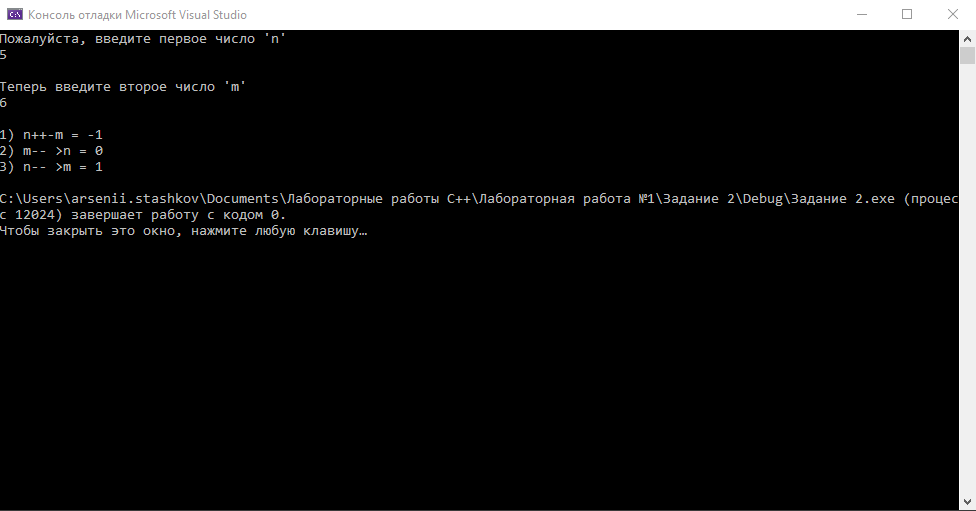 Консоль отладки Microsoft Visual Studio
Пожалуйста, введите первое число 'n'
5
Теперь введите второе число 'm'
6
1) n++-m = -1
2) m-- >n = 0
3) n-- >m = 1
C:\Users\arsenii.stashkov\Documents\Лабораторные работы C++\Лабораторная работа №1\Задание 2\Debug\Задание 2.exe (процес
с 12024) завершает работу с кодом 0.
Чтобы закрыть это окно, нажмите любую клавишу…